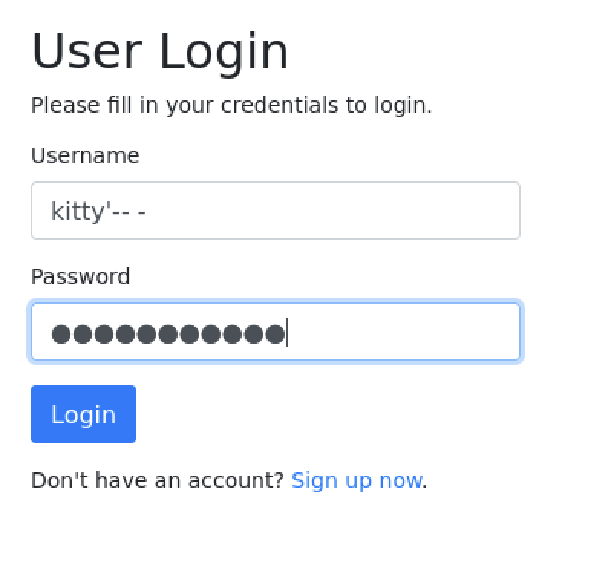 User Login
Please fill in your credentials to login.
Username
kitty'-- -
Password
●●●●●●●●●●●
Login
Don't have an account? Sign up now.